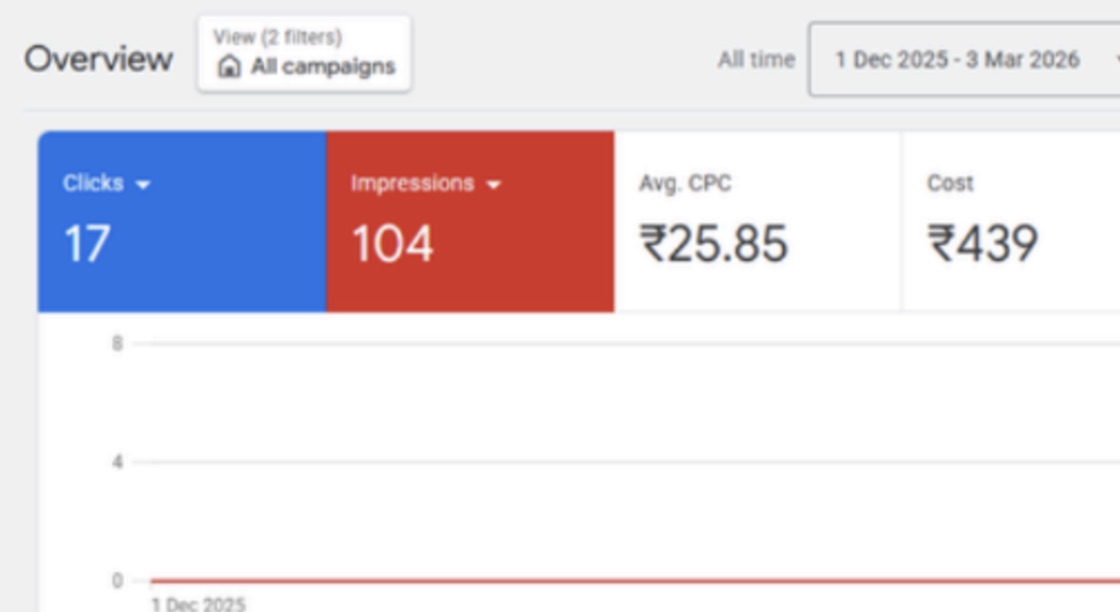 Overview
View (2 filters)
All campaigns
All time
1 Dec 2025 - 3 Mar 2026
Clicks
17
Impressions
104
Avg. CPC
₹25.85
Cost
₹439
8
4
0
1 Dec 2025